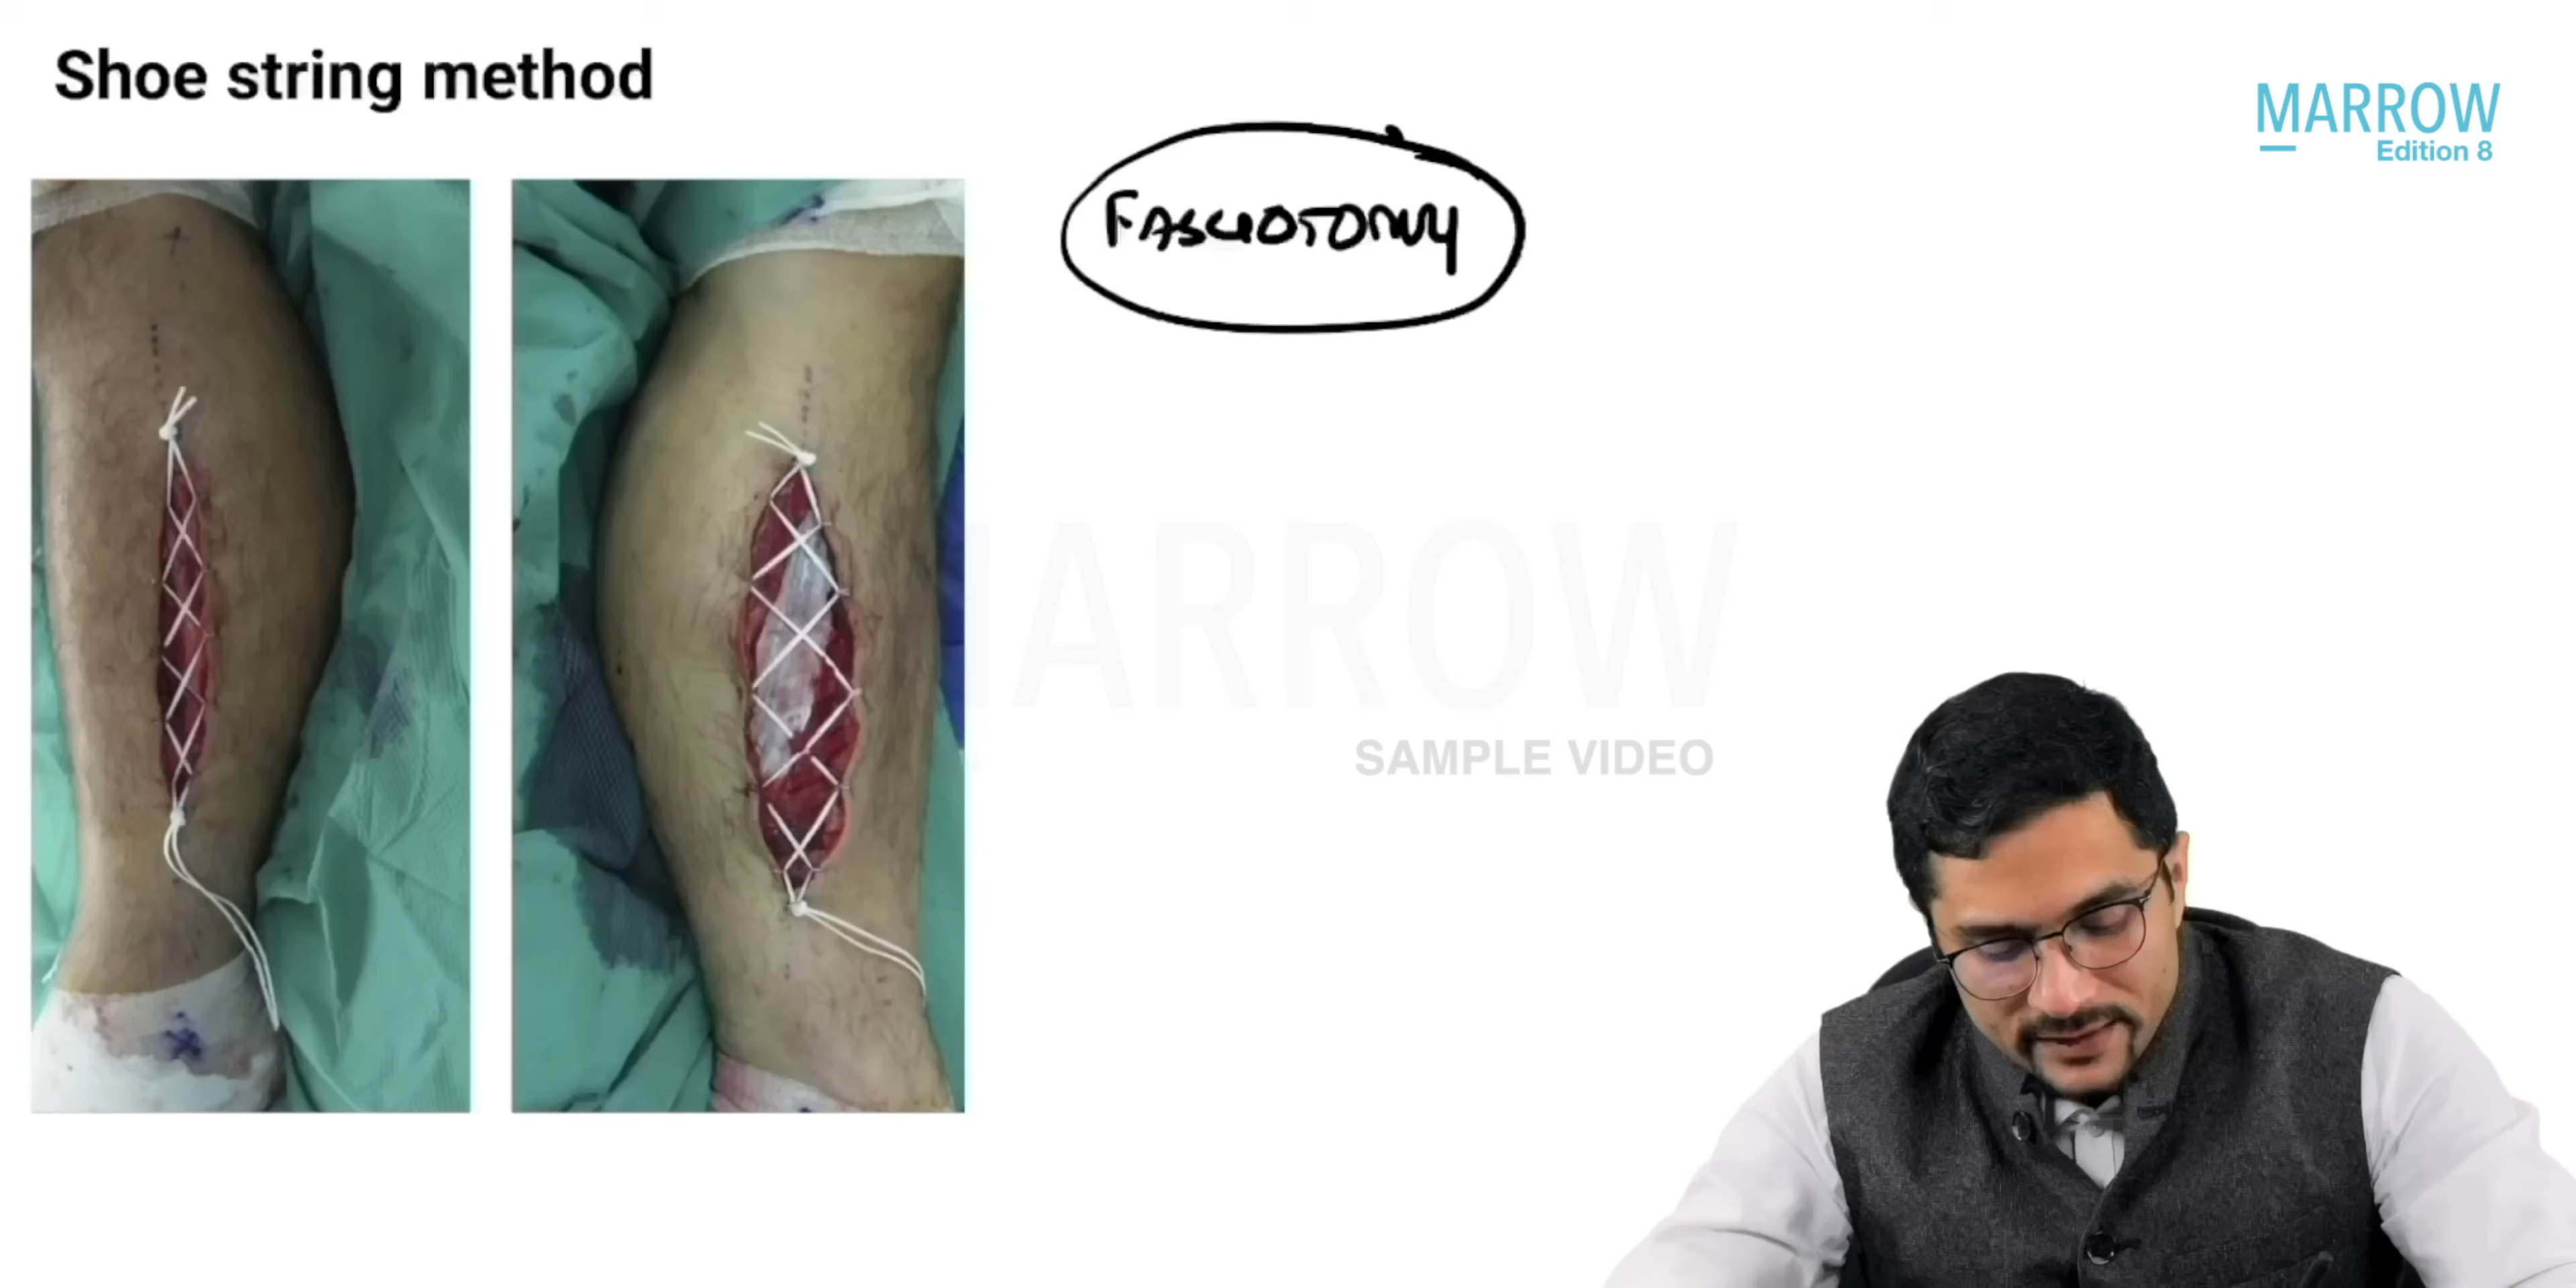 Shoe string method
MARROW
Edition 8
FASCIOTOMY
MARROW
SAMPLE VIDEO